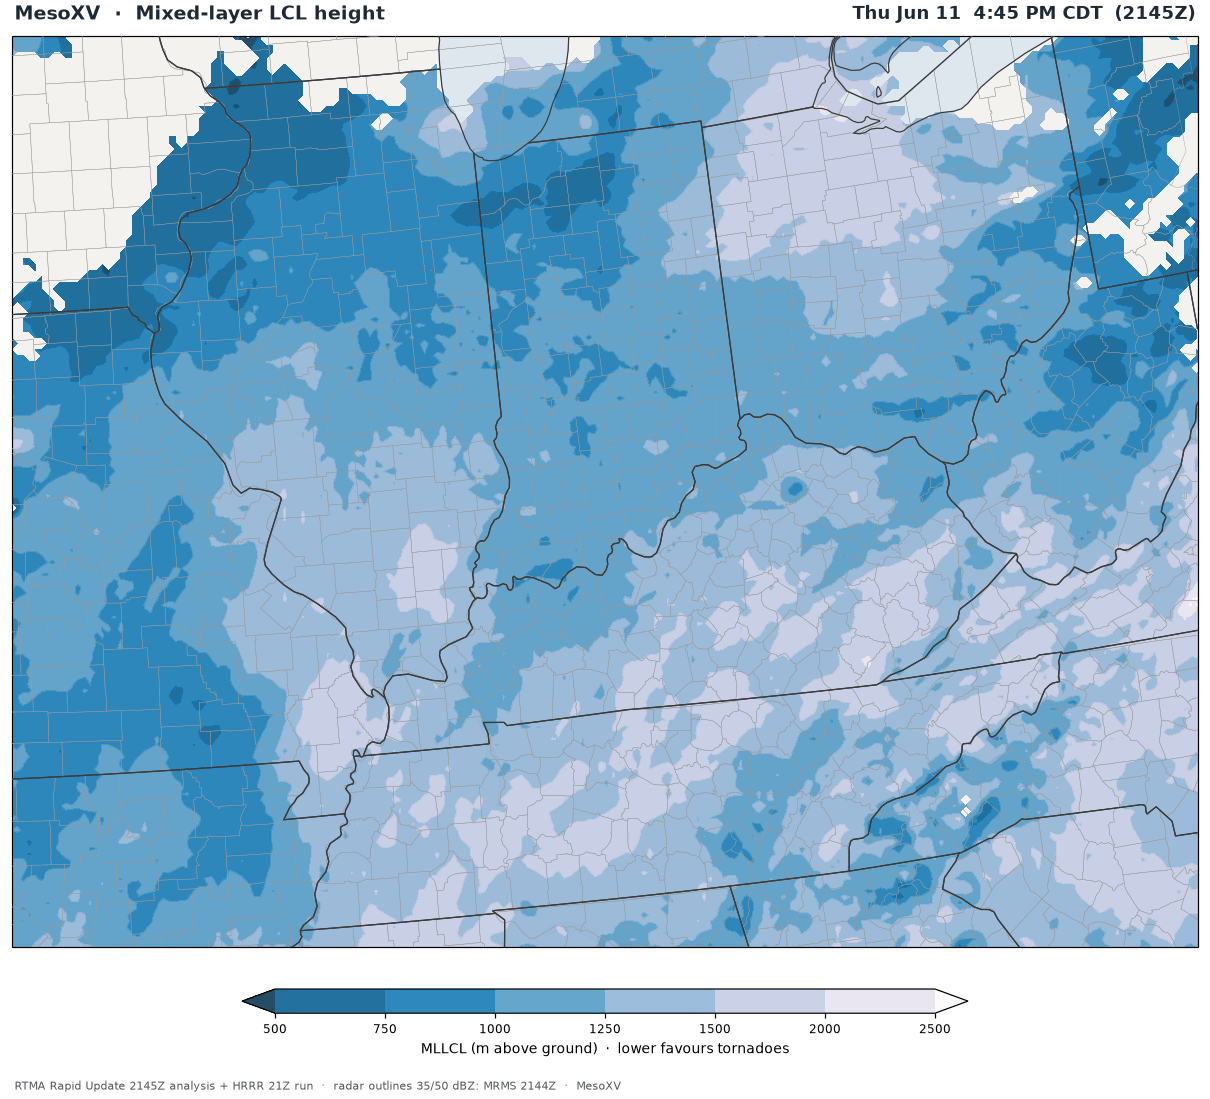 MesoXV · Mixed-layer LCL height
Thu Jun 11 4:45 PM CDT (2145Z)
500 750 1000 1250 1500 2000 2500
MLLCL (m above ground) · lower favours tornadoes
RTMA Rapid Update 2145Z analysis + HRRR 21Z run · radar outlines 35/50 dBZ: MRMS 2144Z · MesoXV